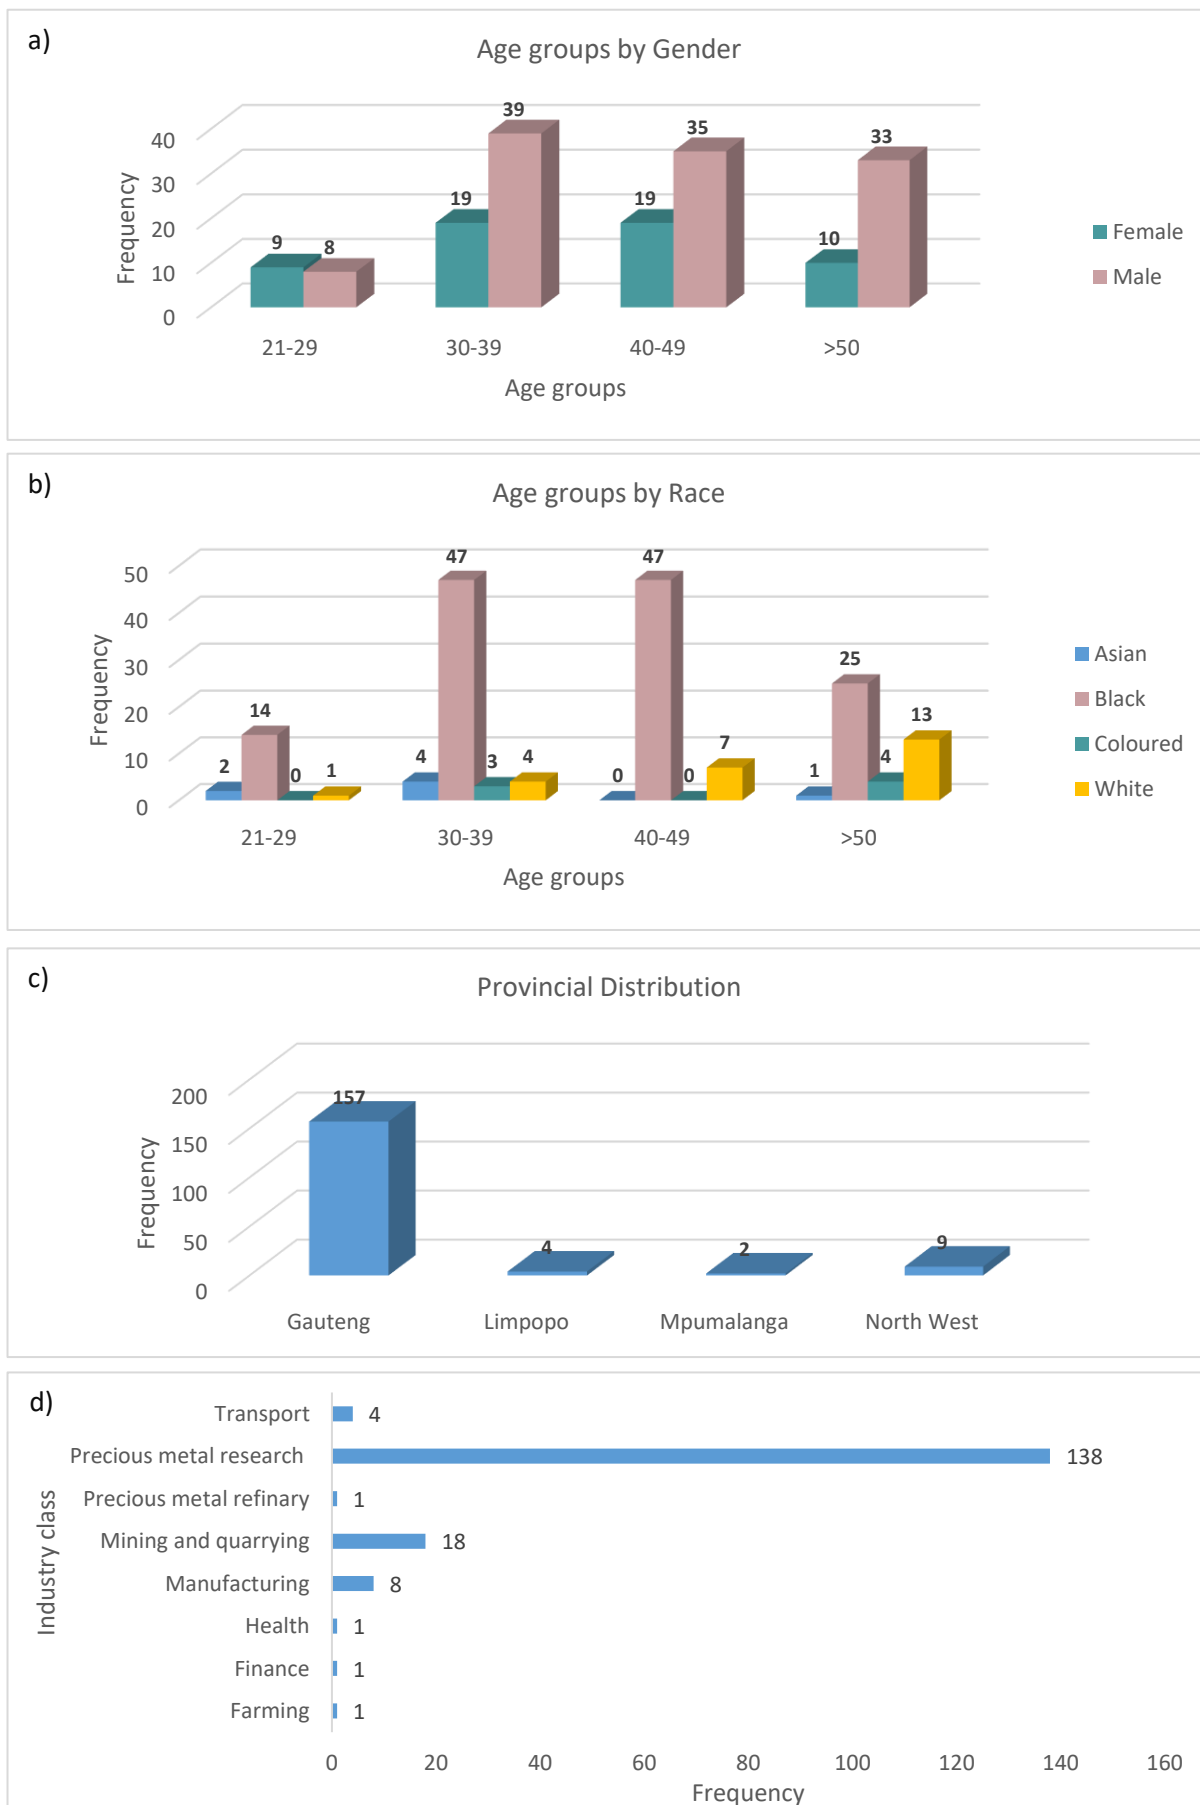 a)
Age groups by Gender
Frequency
40
30
20
10
0
9
8
19
39
19
35
10
33
21-29
30-39
40-49
>50
Age groups
Female
Male
b)
Age groups by Race
Frequency
50
40
30
20
10
0
2
14
0
1
4
47
3
4
0
47
0
7
1
25
4
13
21-29
30-39
40-49
>50
Age groups
Asian
Black
Coloured
White
c)
Provincial Distribution
Frequency
200
150
100
50
0
157
4
2
9
Gauteng
Limpopo
Mpumalanga
North West
d)
Industry class
Transport
4
Precious metal research
138
Precious metal refinary
1
Mining and quarrying
18
Manufacturing
8
Health
1
Finance
1
Farming
1
0
20
40
60
80
100
120
140
160
Frequency